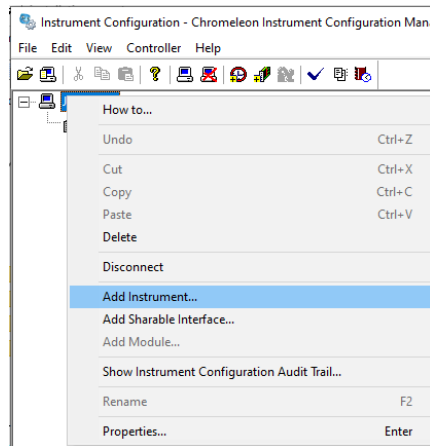 Instrument Configuration - Chromeleon Instrument Configuration Man
File Edit View Controller Help
How to...
Undo Ctrl+Z
Cut Ctrl+X
Copy Ctrl+C
Paste Ctrl+V
Delete
Disconnect
Add Instrument...
Add Sharable Interface...
Add Module...
Show Instrument Configuration Audit Trail...
Rename F2
Properties... Enter